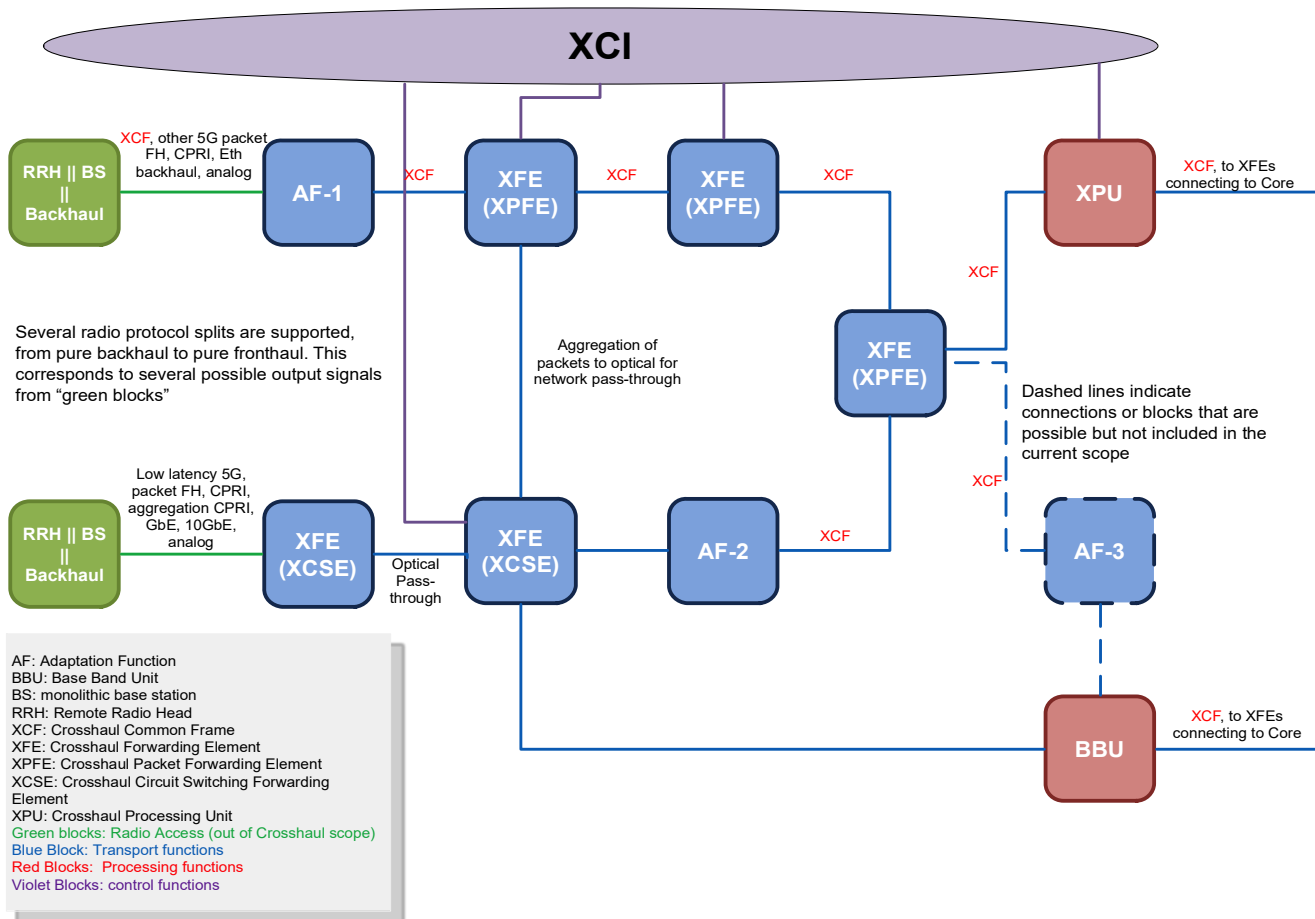 XCI
XCF, other 5G packet
FH, CPRI, Eth
backhaul, analog
RRH || BS
||
Backhaul
AF-1
XCF
XFE
(XPFE)
XCF
XFE
(XPFE)
XCF
XPU
XCF, to XFEs
connecting to Core
XCF
Several radio protocol splits are supported,
from pure backhaul to pure fronthaul. This
corresponds to several possible output signals
from “green blocks”
Aggregation of
packets to optical for
network pass-through
XFE
(XPFE)
Dashed lines indicate
connections or blocks that are
possible but not included in the
current scope
XCF
Low latency 5G,
packet FH, CPRI,
aggregation CPRI,
GbE, 10GbE,
analog
RRH || BS
||
Backhaul
XFE
(XCSE)
Optical
Pass-
through
XFE
(XCSE)
AF-2
XCF
AF-3
AF: Adaptation Function
BBU: Base Band Unit
BS: monolithic base station
RRH: Remote Radio Head
XCF: Crosshaul Common Frame
XFE: Crosshaul Forwarding Element
XPFE: Crosshaul Packet Forwarding Element
XCSE: Crosshaul Circuit Switching Forwarding
Element
XPU: Crosshaul Processing Unit
Green blocks: Radio Access (out of Crosshaul scope)
Blue Block: Transport functions
Red Blocks:  Processing functions
Violet Blocks: control functions
BBU
XCF, to XFEs
connecting to Core